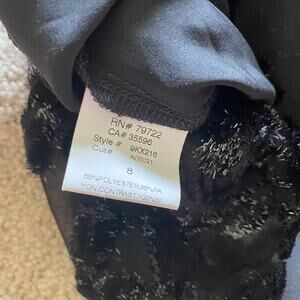 RN# 79722
CA# 35596
Style # 9KX216
Cut# A05021
8
65%POLYESTER 35%RA
YON. CONTRAST 100%